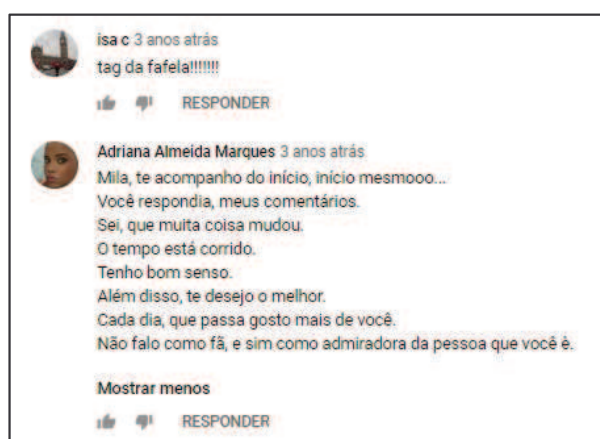 isa c 3 anos atrás
tag da fafela!!!!!!!
RESPONDER
Adriana Almeida Marques 3 anos atrás
Mila, te acompanho do início, início mesmooo...
Você respondia, meus comentários.
Sei, que muita coisa mudou.
O tempo está corrido.
Tenho bom senso.
Além disso, te desejo o melhor.
Cada dia, que passa gosto mais de você.
Não falo como fã, e sim como admiradora da pessoa que você è.
Mostrar menos
RESPONDER